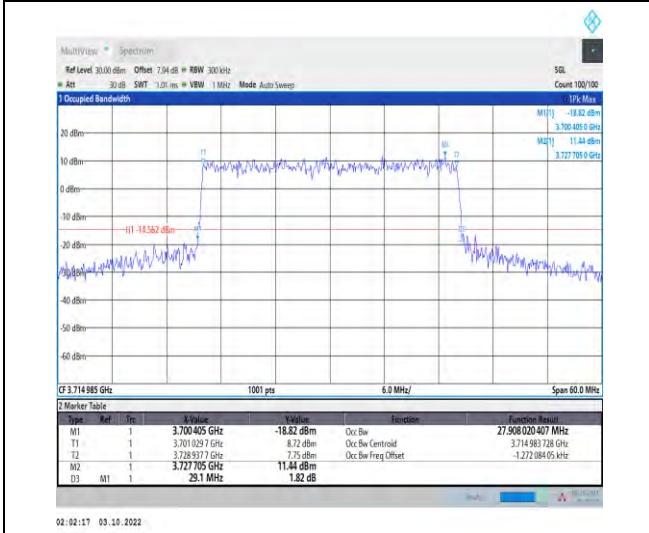 MultiView Spectrum
Ref Level 30.00 dBm Offset 7.94 dB RBW 300 kHz SGL
Att 30 dB SWT 1.01 ms VBW 1 MHz Mode Auto Sweep Count 100/100
1 Occupied Bandwidth 1Pk Max
M1[1] -18.82 dBm
3.700 405 0 GHz
M2[1] 11.44 dBm
3.727 705 0 GHz
20 dBm
T1 M2 T2
10 dBm
0 dBm
-10 dBm
H1 -14.562 dBm
-20 dBm
-30 dBm
-40 dBm
-50 dBm
-60 dBm
CF 3.714 985 GHz 1001 pts 6.0 MHz/ Span 60.0 MHz
2 Marker Table
Type Ref Trc X-Value Y-Value Function Function Result
M1 1 3.700 405 GHz -18.82 dBm Occ Bw 27.908 020 407 MHz
T1 1 3.701 029 7 GHz 8.72 dBm Occ Bw Centroid 3.714 983 728 GHz
T2 1 3.728 937 7 GHz 7.75 dBm Occ Bw Freq Offset -1.272 084 05 kHz
M2 1 3.727 705 GHz 11.44 dBm
D3 M1 1 29.1 MHz 1.82 dB
02:02:17 03.10.2022